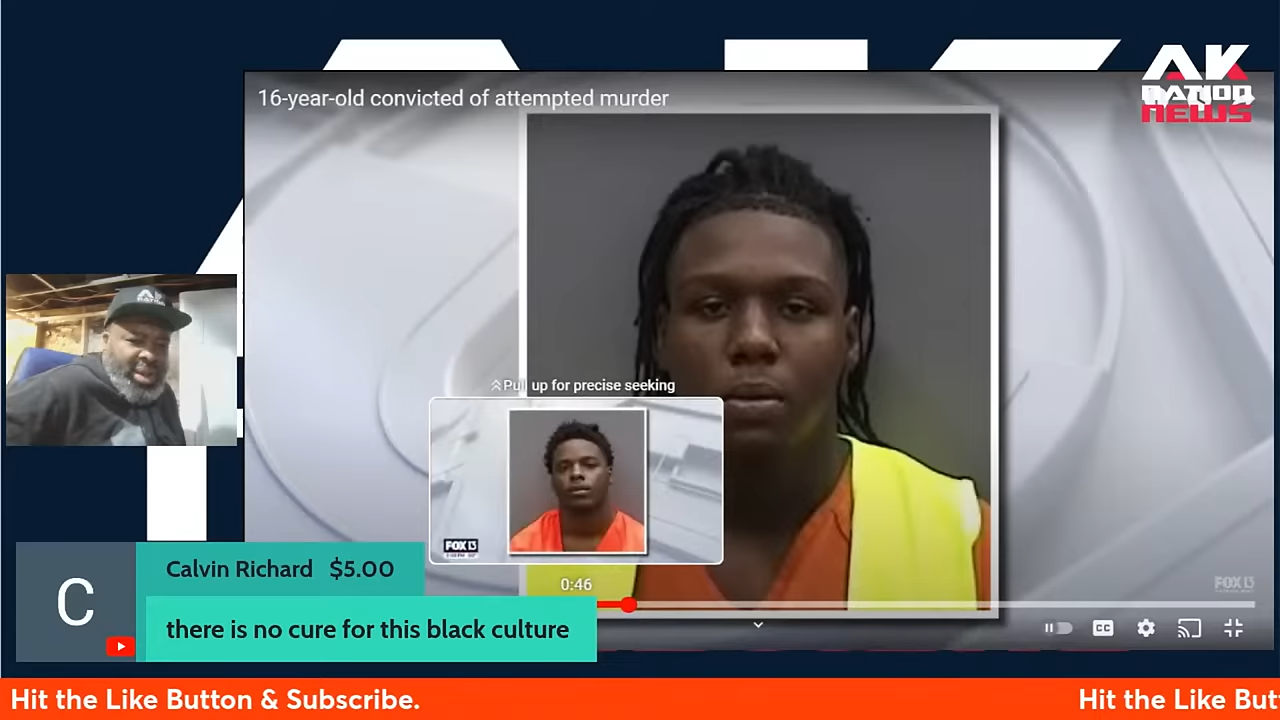 16-year-old convicted of attempted murder
AK
NATION
NEWS
Pull up for precise seeking
FOX 13
0:46
FOX 13
CC
C
Calvin Richard $5.00
there is no cure for this black culture
Hit the Like Button & Subscribe.
Hit the Like But